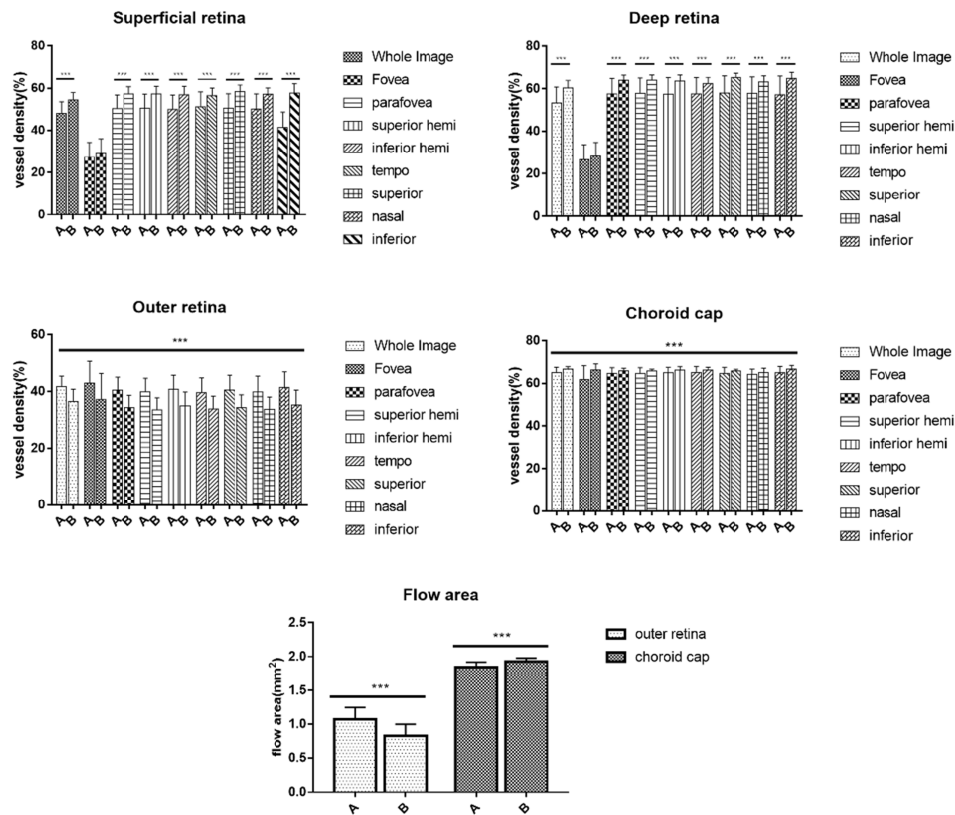 Superficial retina
vessel density(%)
80
60
40
20
0
*** *** *** *** *** *** *** ***
A B A B A B A B A B A B A B A B A B
Whole Image
Fovea
parafovea
superior hemi
inferior hemi
tempo
superior
nasal
inferior
Deep retina
vessel density(%)
80
60
40
20
0
*** *** *** *** *** *** *** ***
A B A B A B A B A B A B A B A B A B
Whole Image
Fovea
parafovea
superior hemi
inferior hemi
tempo
superior
nasal
inferior
Outer retina
vessel density(%)
60
40
20
0
***
A B A B A B A B A B A B A B A B A B
Whole Image
Fovea
parafovea
superior hemi
inferior hemi
tempo
superior
nasal
inferior
Choroid cap
vessel density(%)
80
60
40
20
0
***
A B A B A B A B A B A B A B A B A B
Whole Image
Fovea
parafovea
superior hemi
inferior hemi
tempo
superior
nasal
inferior
Flow area
flow area(mm²)
2.5
2.0
1.5
1.0
0.5
0.0
***
***
A B A B
outer retina
choroid cap